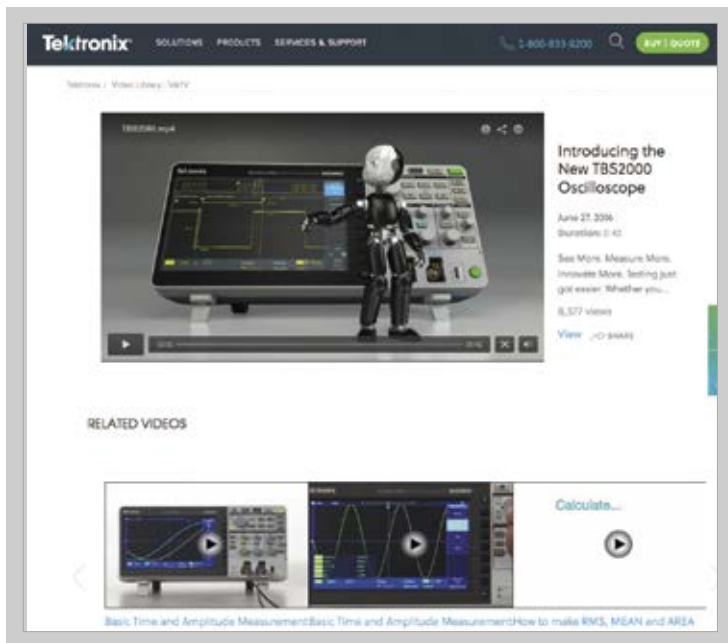 Tektronix
SOLUTIONS PRODUCTS SERVICES & SUPPORT
1-800-833-9200
BUY | QUOTE
Tektronix / Video Library: TekTV
Introducing the
New TBS2000
Oscilloscope
June 27, 2016
Duration:
See More. Measure More.
Innovate More. Testing just
got easier. Whether you...
8,377 views
View
SHARE
RELATED VIDEOS
Calculate...
Basic Time and Amplitude Measurement
Basic Time and Amplitude Measurement
How to make RMS, MEAN and AREA